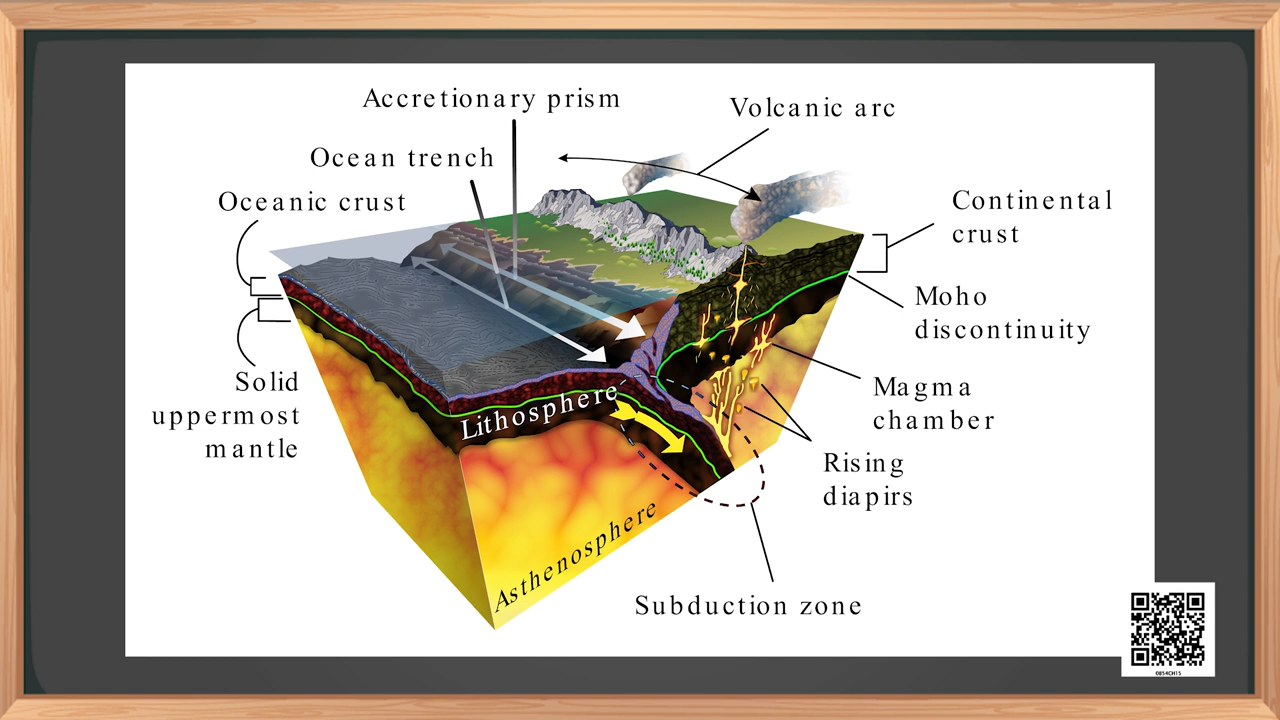 Accretionary prism
Volcanic arc
Ocean trench
Oceanic crust
Continental
crust
Moho
discontinuity
Solid
uppermost
mantle
Lithosphere
Magma
chamber
Rising
diapirs
Asthenosphere
Subduction zone
0854CH15